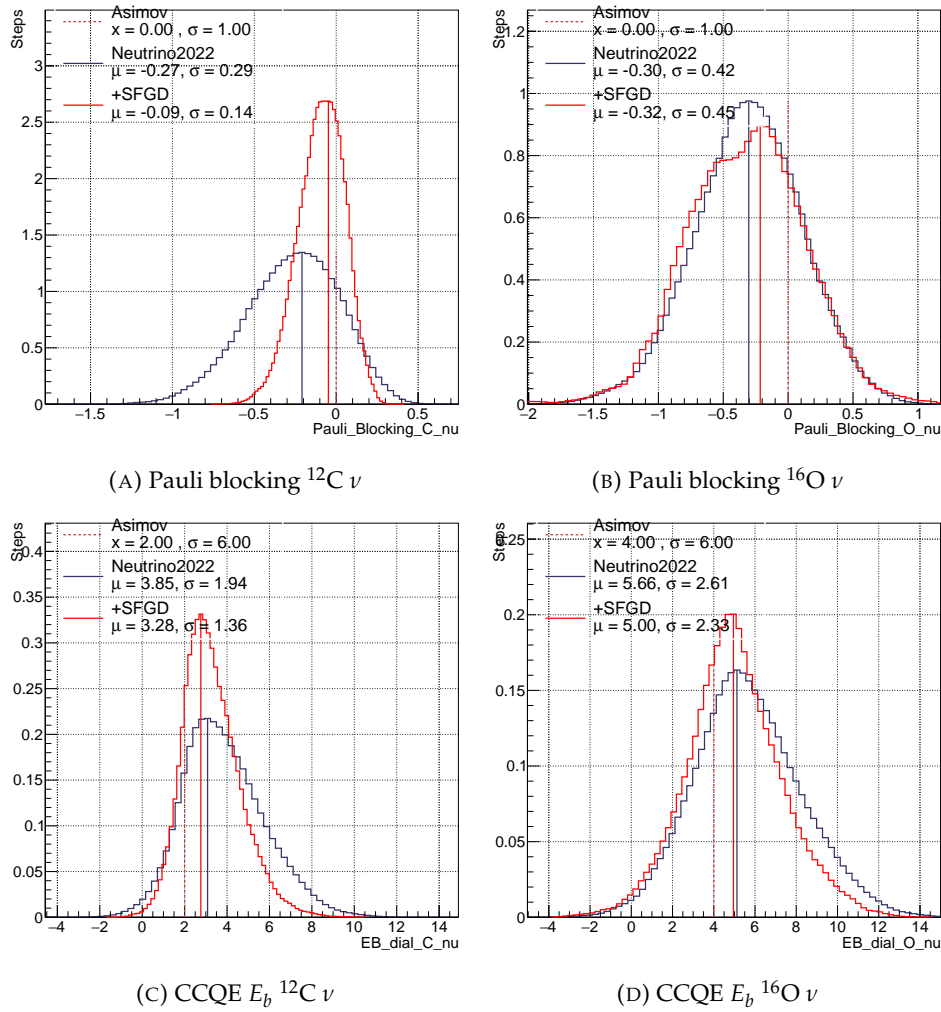 Steps
Asimov
x = 0.00 , σ = 1.00
Neutrino2022
μ = -0.27, σ = 0.29
+SFGD
μ = -0.09, σ = 0.14
3
2.5
2
1.5
1
0.5
0
−1.5 −1 −0.5 0 0.5
Pauli_Blocking_C_nu
(A) Pauli blocking ¹²C ν
Steps
Asimov
x = 0.00 , σ = 1.00
Neutrino2022
μ = -0.30, σ = 0.42
+SFGD
μ = -0.32, σ = 0.45
1.2
1
0.8
0.6
0.4
0.2
0
−2 −1.5 −1 −0.5 0 0.5 1
Pauli_Blocking_O_nu
(B) Pauli blocking ¹⁶O ν
Steps
Asimov
x = 2.00 , σ = 6.00
Neutrino2022
μ = 3.85, σ = 1.94
+SFGD
μ = 3.28, σ = 1.36
0.4
0.35
0.3
0.25
0.2
0.15
0.1
0.05
0
−4 −2 0 2 4 6 8 10 12 14
EB_dial_C_nu
(C) CCQE E_b ¹²C ν
Steps
Asimov
x = 4.00 , σ = 6.00
Neutrino2022
μ = 5.66, σ = 2.61
+SFGD
μ = 5.00, σ = 2.33
0.25
0.2
0.15
0.1
0.05
0
−4 −2 0 2 4 6 8 10 12 14
EB_dial_O_nu
(D) CCQE E_b ¹⁶O ν